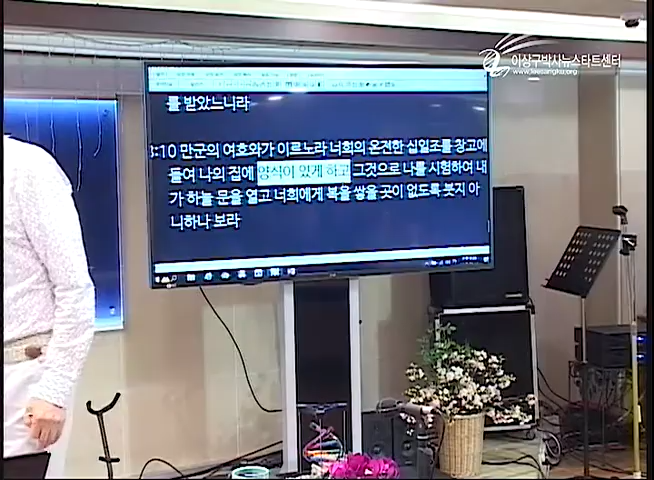 이상구박사뉴스타트센터
www.leesangku.org
를 받았느니라
:10 만군의 여호와가 이르노라 너희의 온전한 십일조를 창고에
들여 나의 집에 양식이 있게 하고 그것으로 나를 시험하여 내
가 하늘 문을 열고 너희에게 복을 쌓을 곳이 없도록 붓지 아
니하나 보라